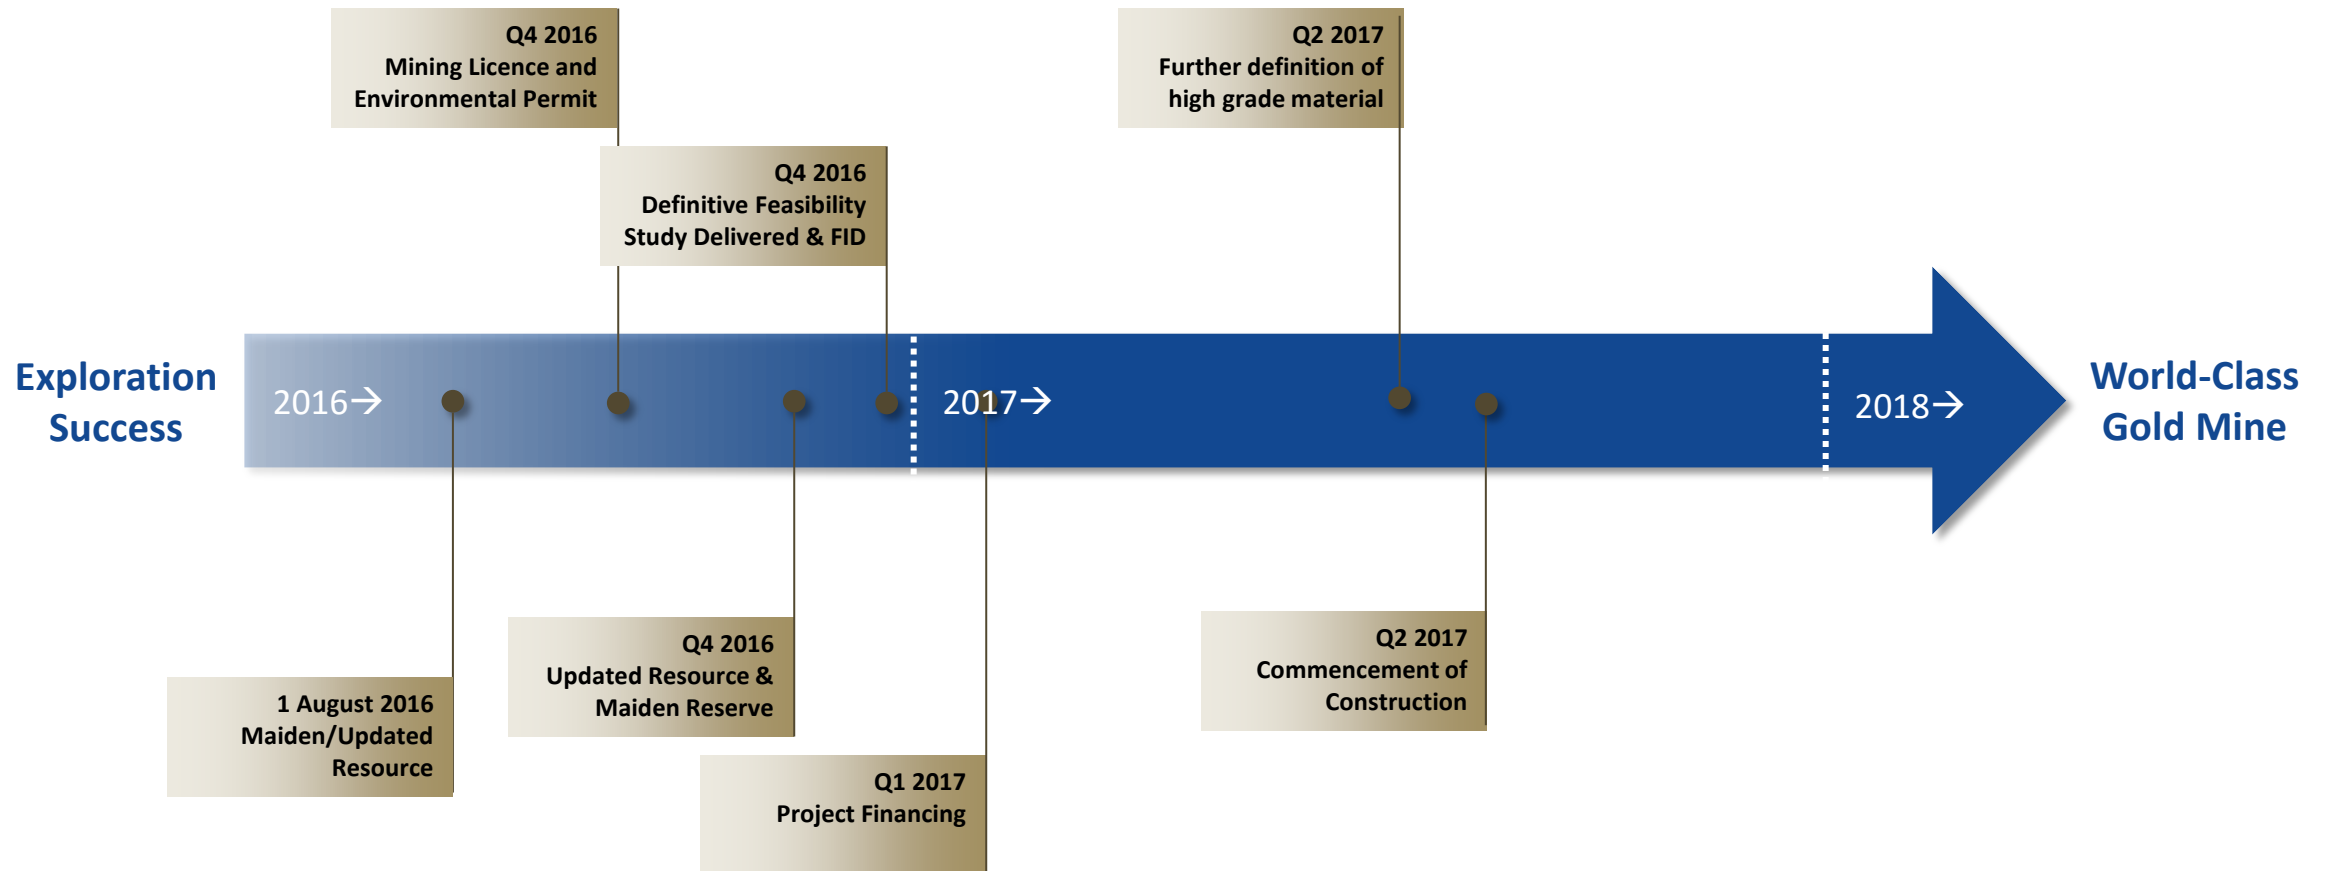 Q4 2016
Mining Licence and
Environmental Permit
Q2 2017
Further definition of
high grade material
Q4 2016
Definitive Feasibility
Study Delivered & FID
Exploration
Success
2016→
2017→
2018→
World-Class
Gold Mine
Q4 2016
Updated Resource &
Maiden Reserve
Q2 2017
Commencement of
Construction
1 August 2016
Maiden/Updated
Resource
Q1 2017
Project Financing